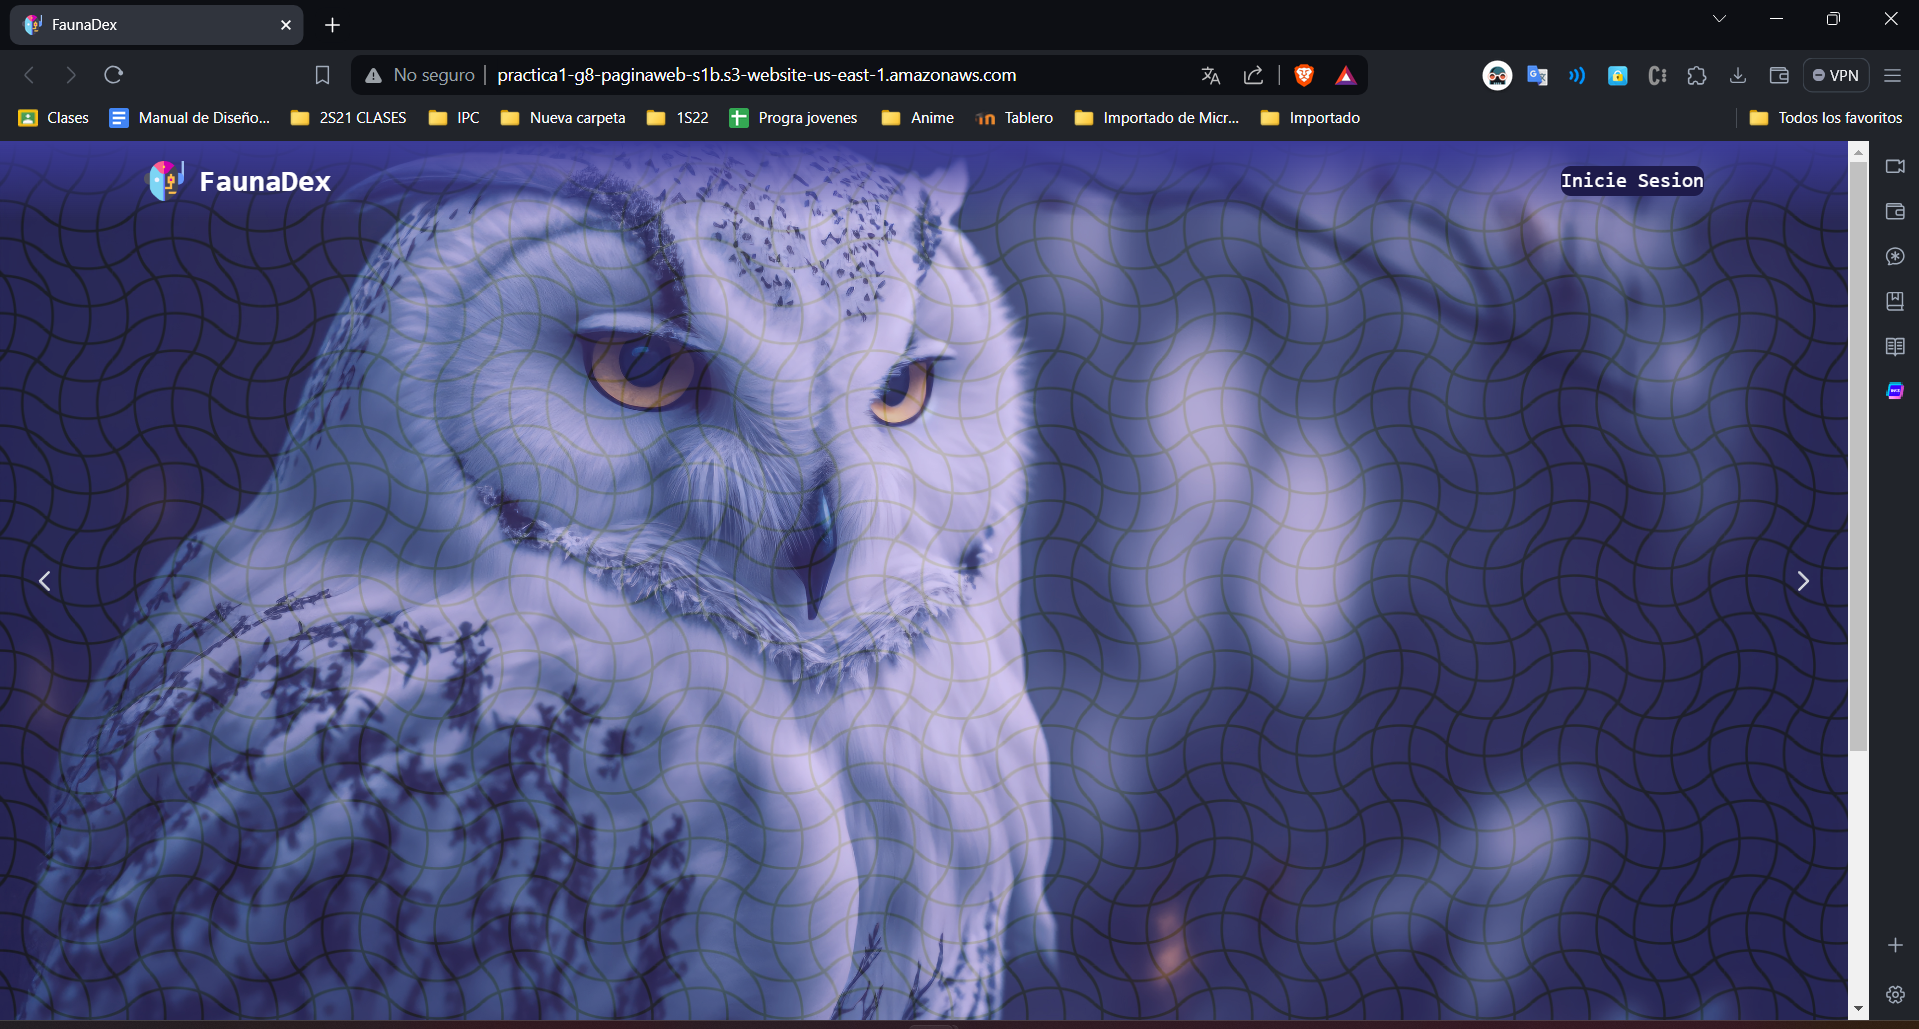 FaunaDex
No seguro practica1-g8-paginaweb-s1b.s3-website-us-east-1.amazonaws.com
VPN
Clases Manual de Diseño... 2S21 CLASES IPC Nueva carpeta 1S22 Progra jovenes Anime Tablero Importado de Micr... Importado Todos los favoritos
FaunaDex Inicie Sesion